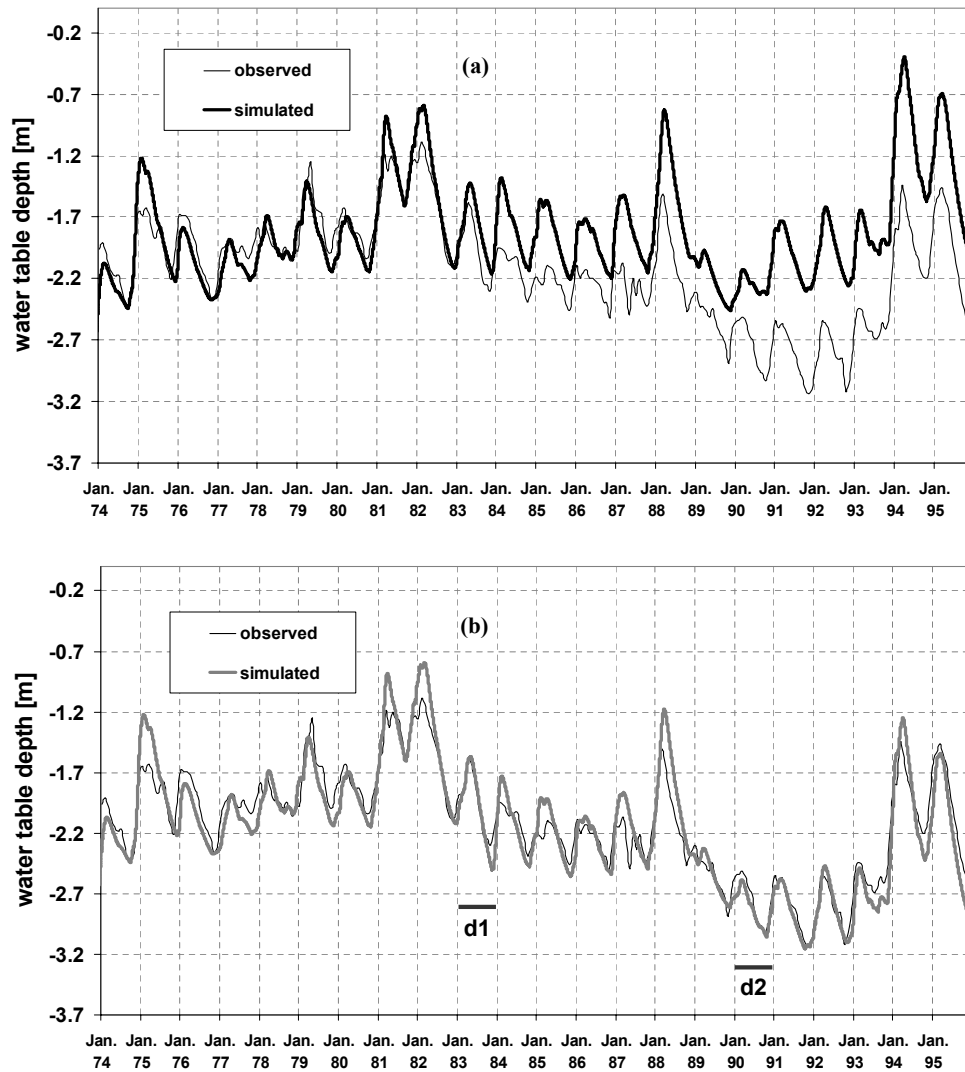 -0.2
(a)
observed
simulated
-0.7
-1.2
-1.7
-2.2
-2.7
-3.2
-3.7
water table depth [m]
Jan. Jan. Jan. Jan. Jan. Jan. Jan. Jan. Jan. Jan. Jan. Jan. Jan. Jan. Jan. Jan. Jan. Jan. Jan. Jan. Jan. Jan.
74 75 76 77 78 79 80 81 82 83 84 85 86 87 88 89 90 91 92 93 94 95
-0.2
(b)
observed
simulated
-0.7
-1.2
-1.7
-2.2
-2.7
-3.2
-3.7
water table depth [m]
d1
d2
Jan. Jan. Jan. Jan. Jan. Jan. Jan. Jan. Jan. Jan. Jan. Jan. Jan. Jan. Jan. Jan. Jan. Jan. Jan. Jan. Jan. Jan.
74 75 76 77 78 79 80 81 82 83 84 85 86 87 88 89 90 91 92 93 94 95